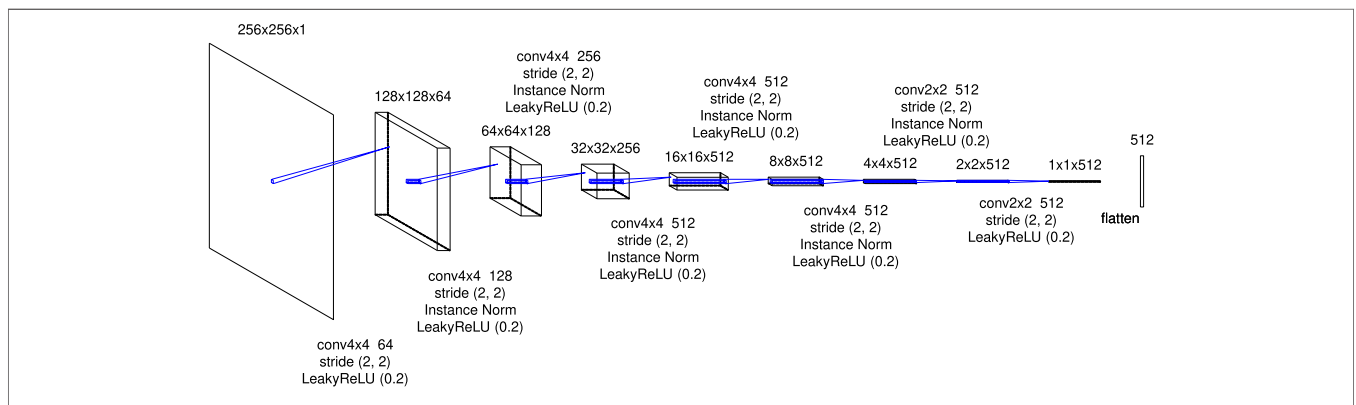 256x256x1
conv4x4 64
stride (2, 2)
LeakyReLU (0.2)
128x128x64
conv4x4 128
stride (2, 2)
Instance Norm
LeakyReLU (0.2)
64x64x128
conv4x4 256
stride (2, 2)
Instance Norm
LeakyReLU (0.2)
32x32x256
conv4x4 512
stride (2, 2)
Instance Norm
LeakyReLU (0.2)
16x16x512
conv4x4 512
stride (2, 2)
Instance Norm
LeakyReLU (0.2)
8x8x512
conv4x4 512
stride (2, 2)
Instance Norm
LeakyReLU (0.2)
4x4x512
conv2x2 512
stride (2, 2)
Instance Norm
LeakyReLU (0.2)
2x2x512
conv2x2 512
stride (2, 2)
LeakyReLU (0.2)
1x1x512
512
flatten